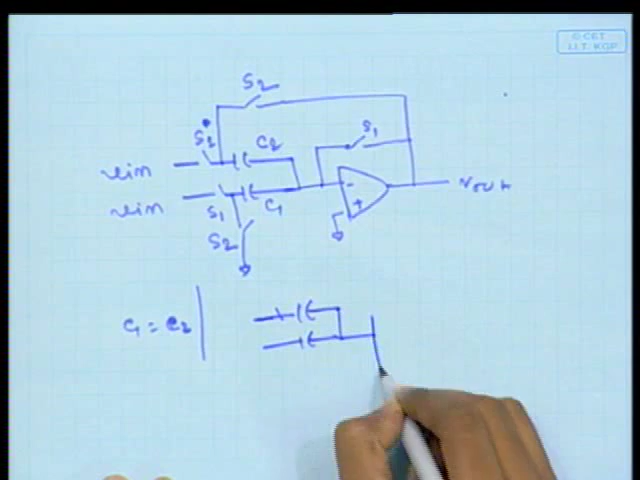 © CET
I.I.T. KGP
S2
S2
C2
S1
vin
vin
S1
C1
S2
-
+
vout
C1 = C2